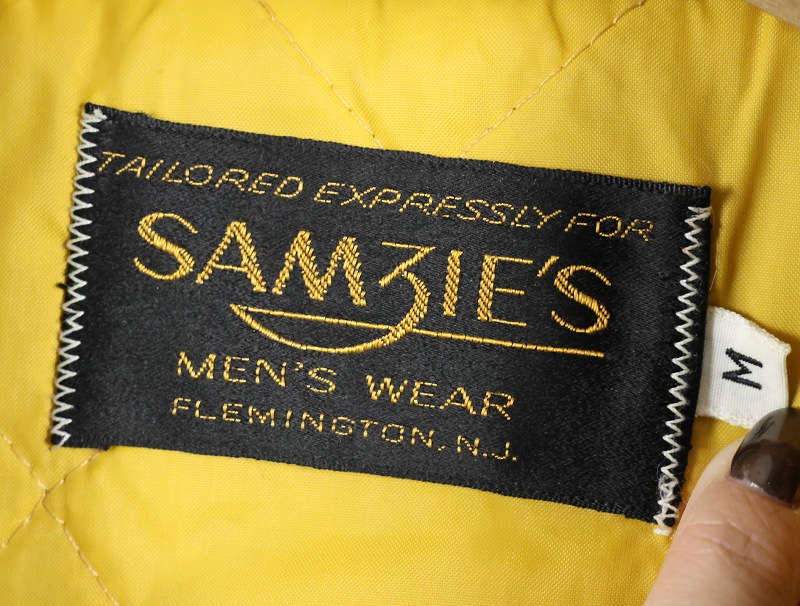 TAILORED EXPRESSLY FOR
SAMZIE'S
MEN'S WEAR
FLEMINGTON, N.J.
M